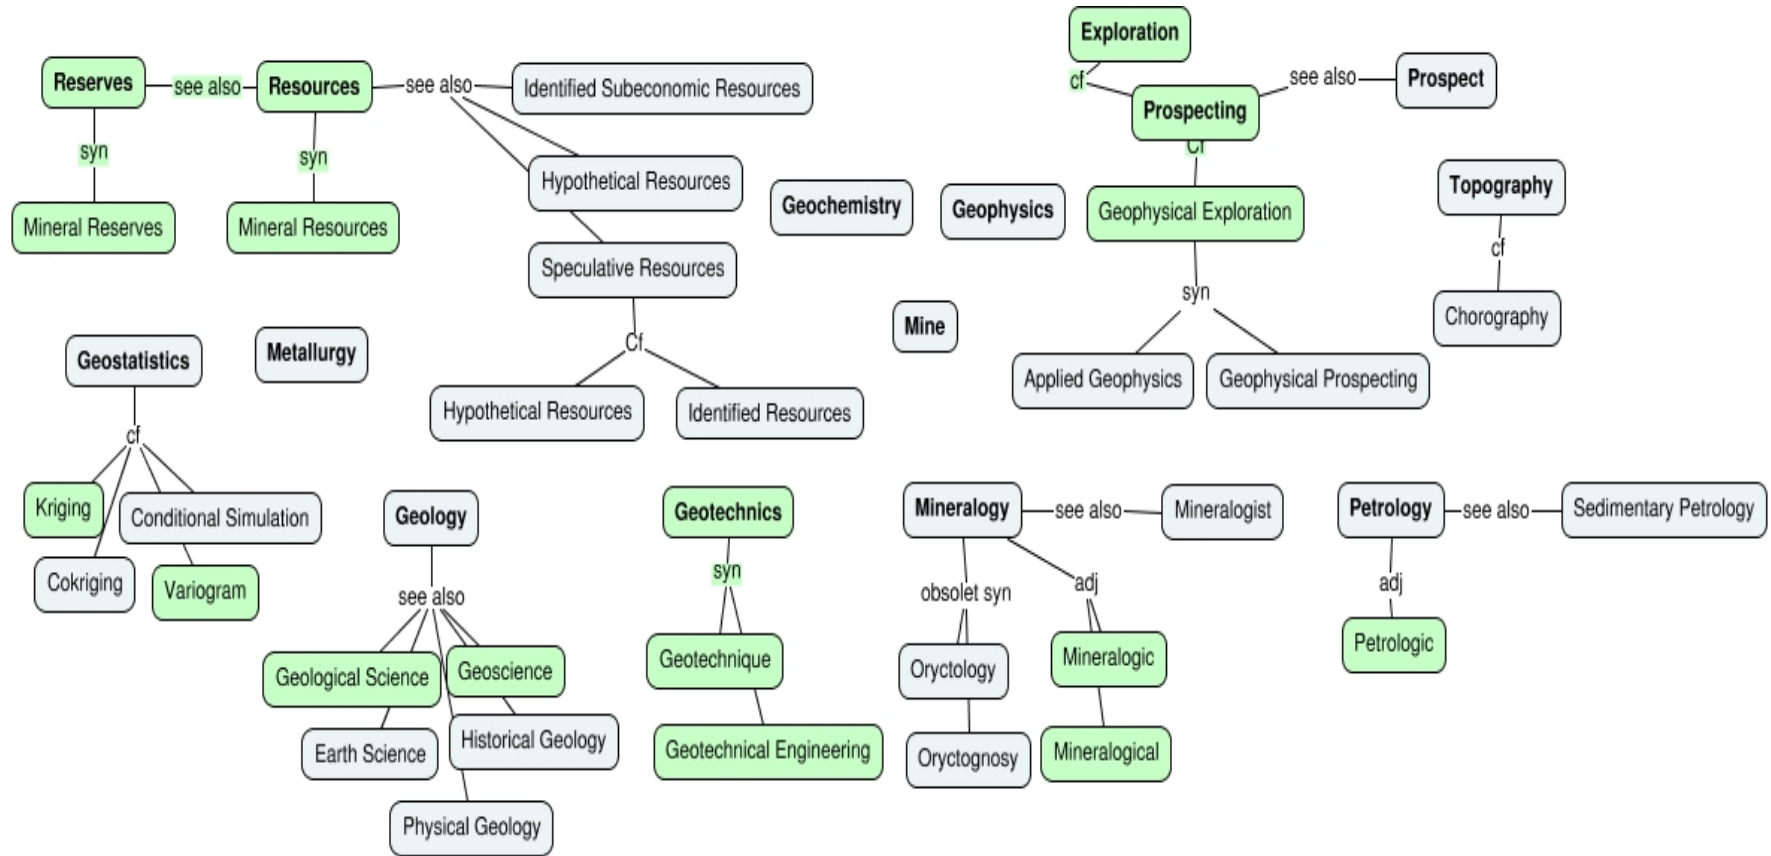 Exploration
Reserves
see also
Resources
see also
Identified Subeconomic Resources
cf
Prospecting
see also
Prospect
syn
syn
Cf
Hypothetical Resources
Topography
Mineral Reserves
Mineral Resources
Geochemistry
Geophysics
Geophysical Exploration
cf
Speculative Resources
syn
Chorography
Mine
Geostatistics
Metallurgy
Cf
Applied Geophysics
Geophysical Prospecting
Hypothetical Resources
Identified Resources
cf
Kriging
Conditional Simulation
Geology
Geotechnics
Mineralogy
see also
Mineralogist
Petrology
see also
Sedimentary Petrology
Cokriging
Variogram
see also
syn
obsolet syn
adj
adj
Geological Science
Geoscience
Geotechnique
Oryctology
Mineralogic
Petrologic
Earth Science
Historical Geology
Geotechnical Engineering
Oryctognosy
Mineralogical
Physical Geology